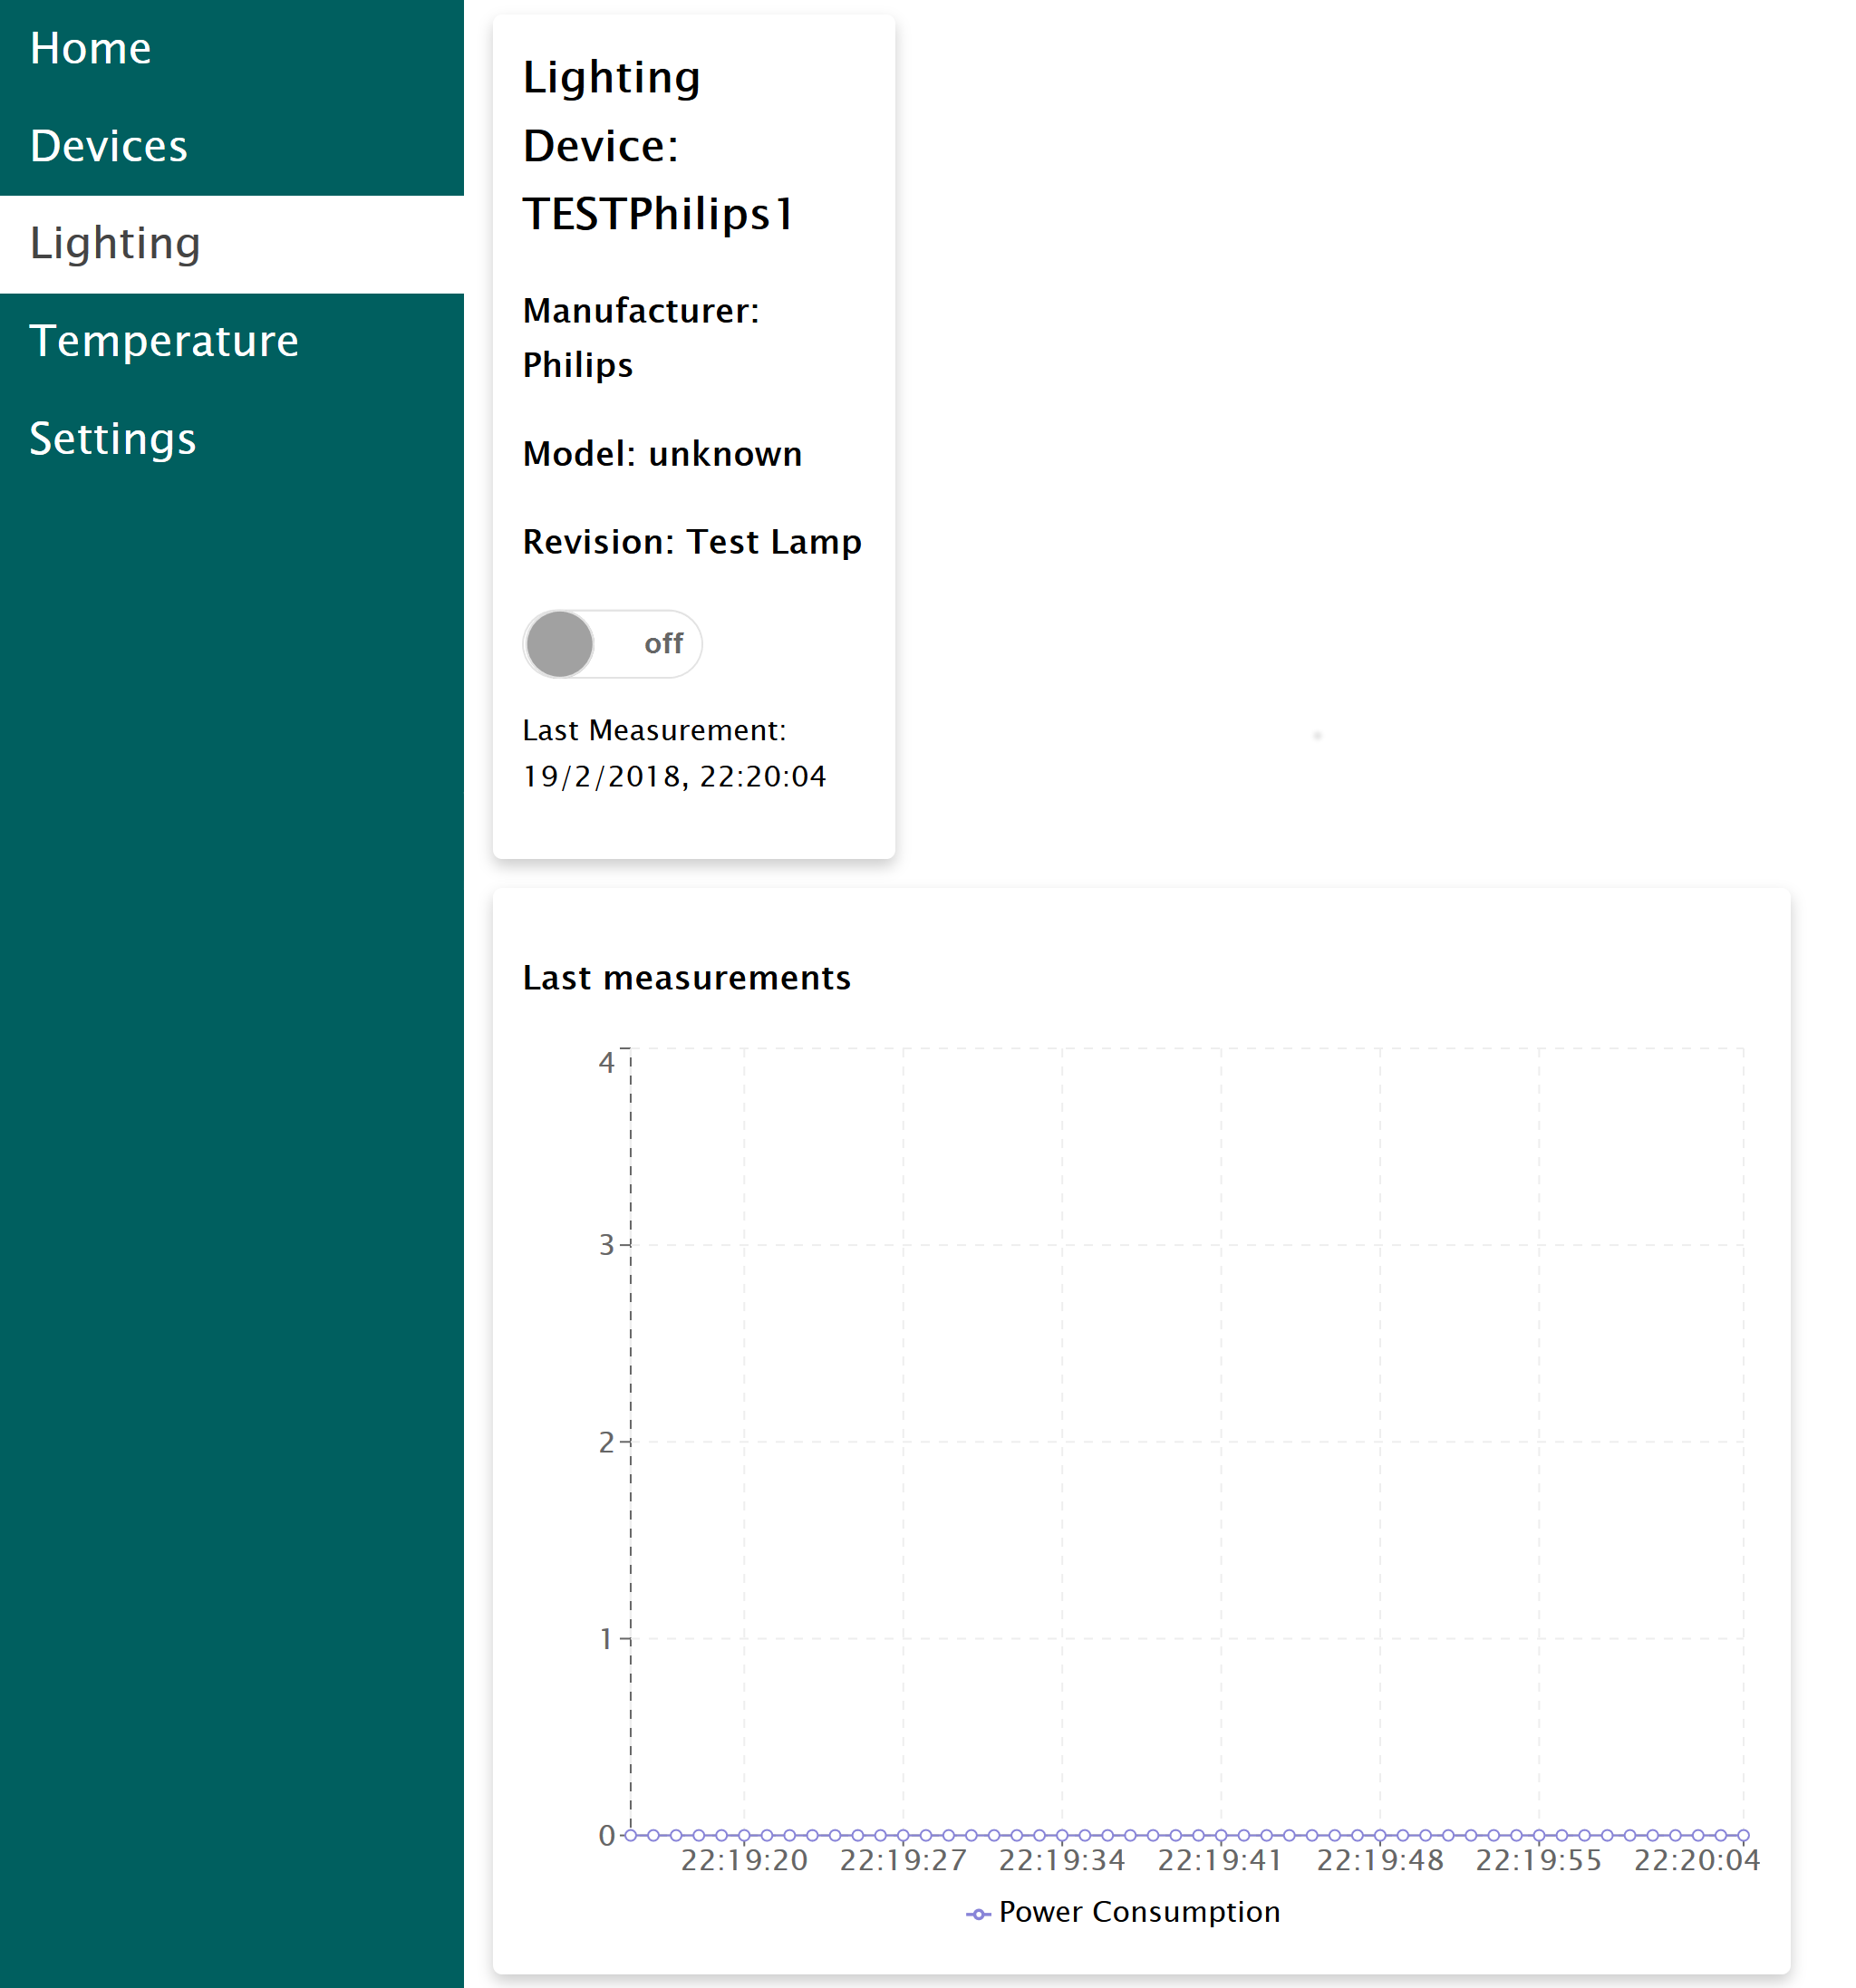 Home
Devices
Lighting
Temperature
Settings
Lighting
Device:
TESTPhilips1
Manufacturer:
Philips
Model: unknown
Revision: Test Lamp
off
Last Measurement:
19/2/2018, 22:20:04
Last measurements
4
3
2
1
0
22:19:20 22:19:27 22:19:34 22:19:41 22:19:48 22:19:55 22:20:04
Power Consumption